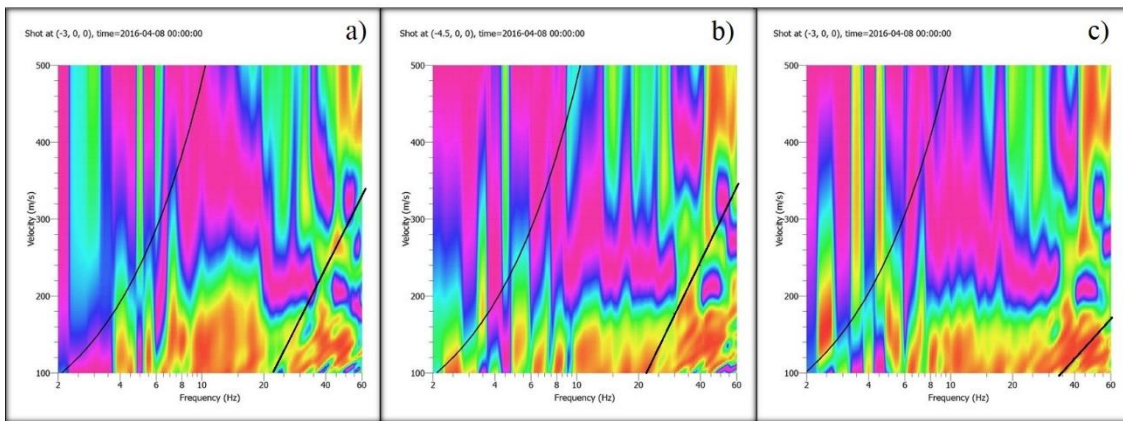 a)
Shot at (-3, 0, 0), time=2016-04-08 00:00:00
500
400
300
200
100
Velocity (m/s)
2 4 6 8 10 20 40 60
Frequency (Hz)
b)
Shot at (-4.5, 0, 0), time=2016-04-08 00:00:00
500
400
300
200
100
Velocity (m/s)
2 4 6 8 10 20 40 60
Frequency (Hz)
c)
Shot at (-3, 0, 0), time=2016-04-08 00:00:00
500
400
300
200
100
Velocity (m/s)
2 4 6 8 10 20 40 60
Frequency (Hz)